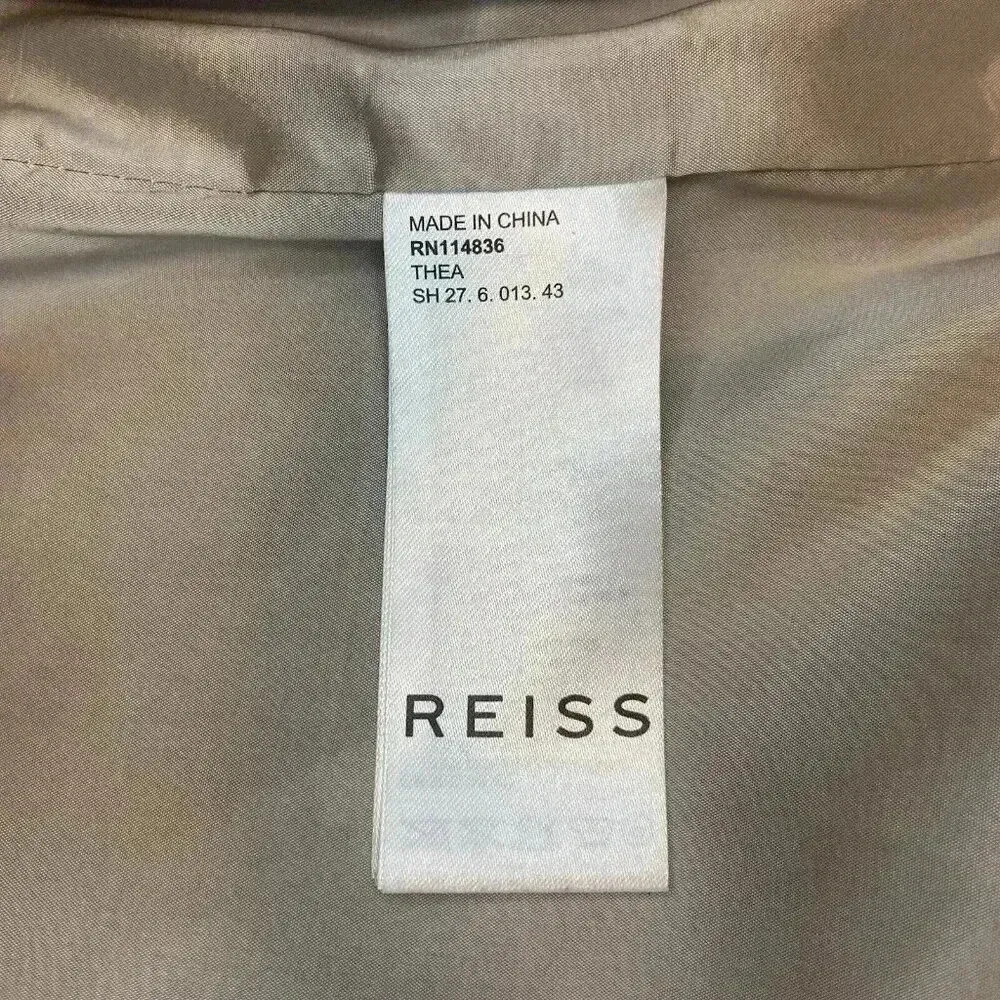 MADE IN CHINA
RN114836
THEA
SH 27. 6. 013. 43
REISS